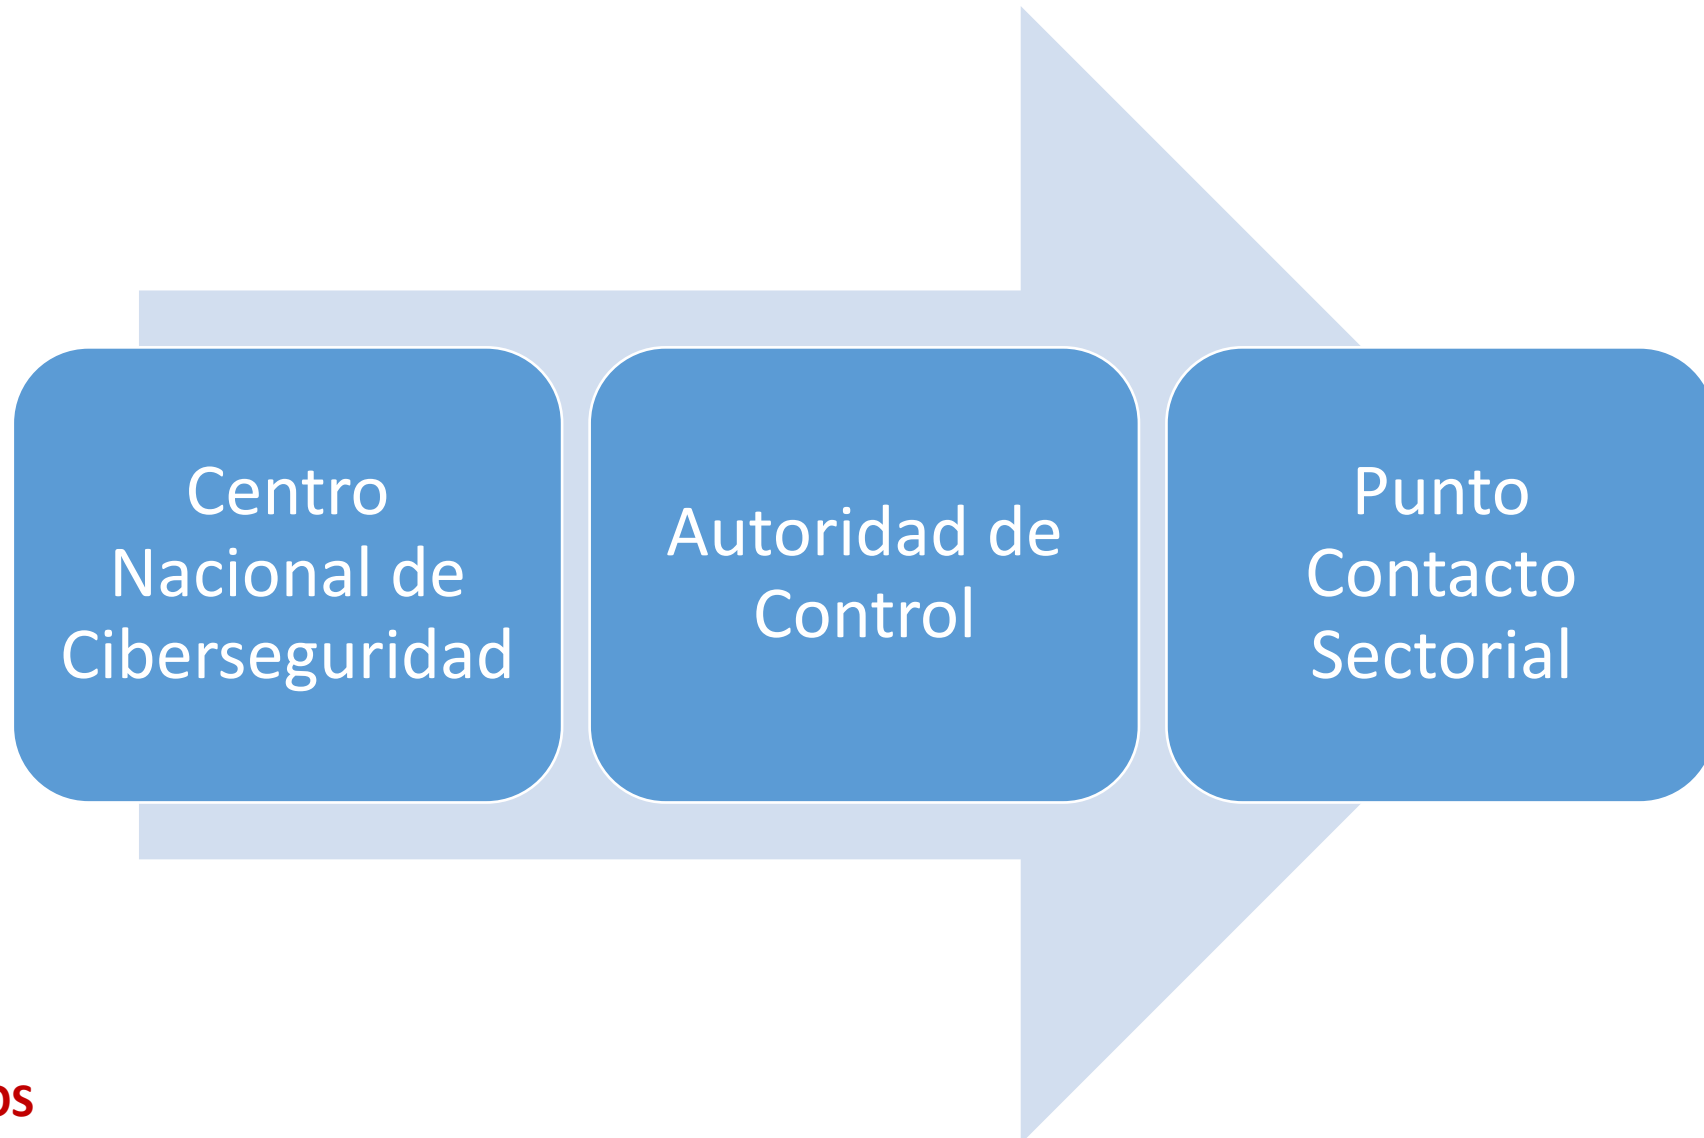 Centro
Nacional de
Ciberseguridad
Autoridad de
Control
Punto
Contacto
Sectorial